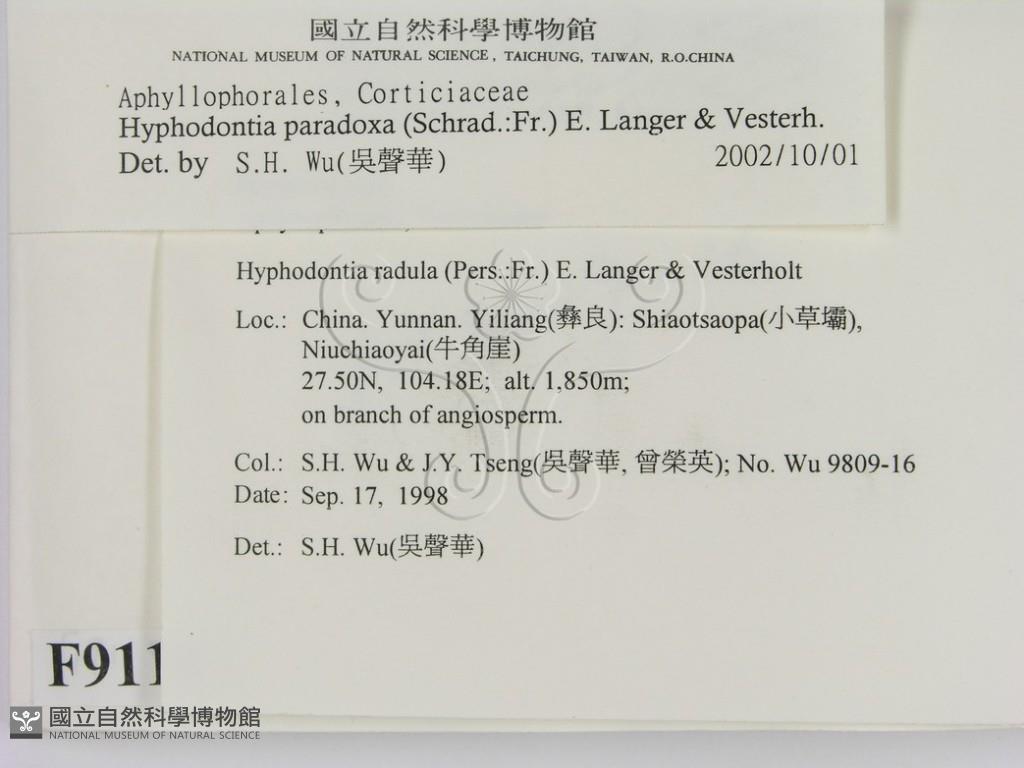 國立自然科學博物館
NATIONAL MUSEUM OF NATURAL SCIENCE, TAICHUNG, TAIWAN, R.O.CHINA
Aphyllophorales, Corticiaceae
Hyphodontia paradoxa (Schrad.:Fr.) E. Langer & Vesterh.
Det. by S.H. Wu(吳聲華) 2002/10/01
Hyphodontia radula (Pers.:Fr.) E. Langer & Vesterholt
Loc.: China. Yunnan. Yiliang(彝良): Shiaotsaopa(小草壩),
Niuchiaoyai(牛角崖)
27.50N, 104.18E; alt. 1,850m;
on branch of angiosperm.
Col.: S.H. Wu & J.Y. Tseng(吳聲華, 曾榮英); No. Wu 9809-16
Date: Sep. 17, 1998
Det.: S.H. Wu(吳聲華)
F911
國立自然科學博物館
NATIONAL MUSEUM OF NATURAL SCIENCE